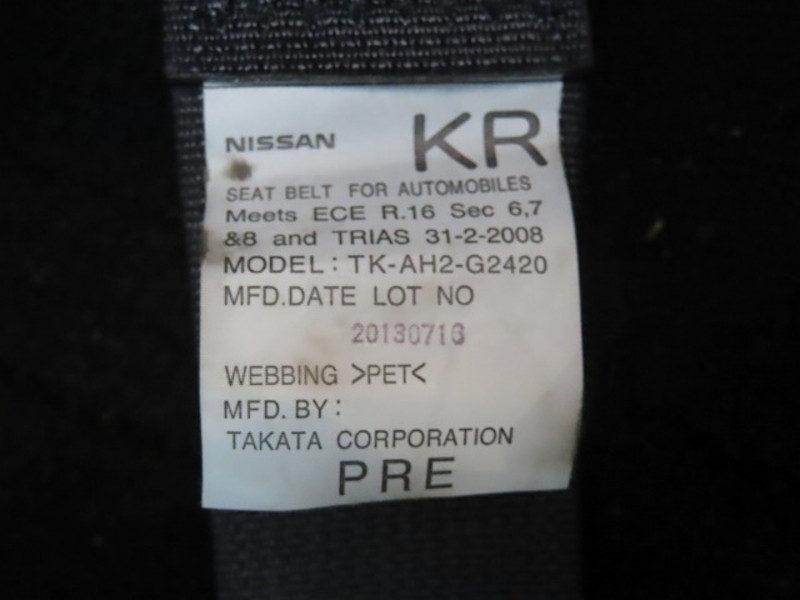 NISSAN KR
SEAT BELT FOR AUTOMOBILES
Meets ECE R.16 Sec 6,7
&8 and TRIAS 31-2-2008
MODEL: TK-AH2-G2420
MFD.DATE LOT NO
20130716
WEBBING >PET<
MFD. BY:
TAKATA CORPORATION
PRE